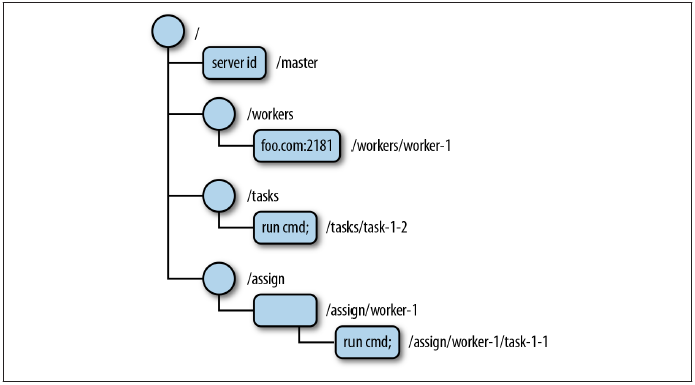 /
server id /master
/workers
foo.com:2181 /workers/worker-1
/tasks
run cmd; /tasks/task-1-2
/assign
/assign/worker-1
run cmd; /assign/worker-1/task-1-1